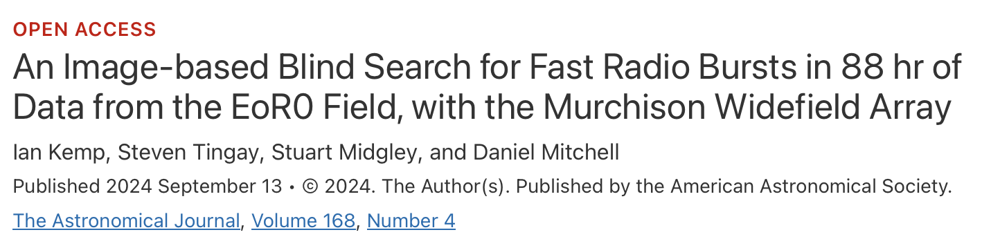 OPEN ACCESS
An Image-based Blind Search for Fast Radio Bursts in 88 hr of
Data from the EoR0 Field, with the Murchison Widefield Array
Ian Kemp, Steven Tingay, Stuart Midgley, and Daniel Mitchell
Published 2024 September 13 • © 2024. The Author(s). Published by the American Astronomical Society.
The Astronomical Journal, Volume 168, Number 4